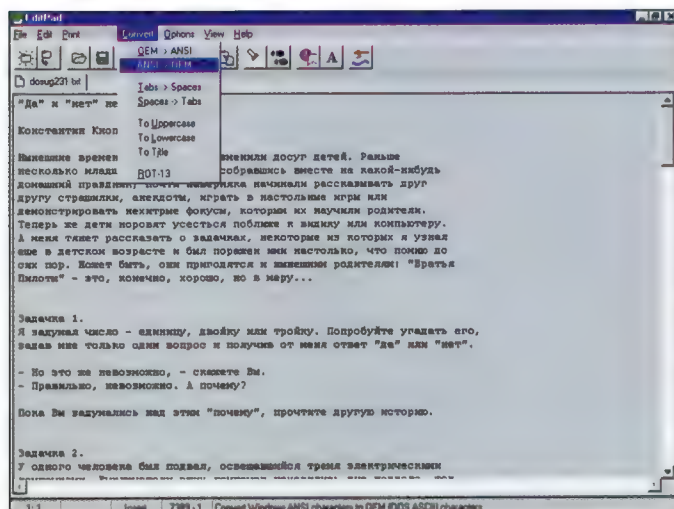 EditPad
File Edit Print Convert Options View Help
OEM > ANSI
ANSI > OEM
Tabs > Spaces
Spaces > Tabs
To Uppercase
To Lowercase
To Title
ROT-13
dosug231.txt
"Да" и "нет" не
Константин Кноп
Нынешние времен зменили досуг детей. Раньше
несколько младш собравшись вместе на какой-нибудь
домашний праздник, почти наверняка начинали рассказывать друг
другу страшилки, анекдоты, играть в настольные игры или
демонстрировать нехитрые фокусы, которым их научили родители.
Теперь же дети норовят усесться поближе к видику или компьютеру.
А меня тянет рассказать о задачках, некоторые из которых я узнал
еще в детском возрасте и был поражен ими настолько, что помню до
сих пор. Может быть, они пригодятся и нынешним родителям: "Братья
Пилоты" - это, конечно, хорошо, но в меру...
Задачка 1.
Я задумал число - единицу, двойку или тройку. Попробуйте угадать его,
задав мне только один вопрос и получив от меня ответ "да" или "нет".
- Но это же невозможно, - скажете Вы.
- Правильно, невозможно. А почему?
Пока Вы задумались над этим "почему", прочтите другую историю.
Задачка 2.
У одного человека был подвал, освещавшийся тремя электрическими
1:1 Insert 2389 - 1 Convert Windows ANSI characters to OEM (DOS ASCII) characters